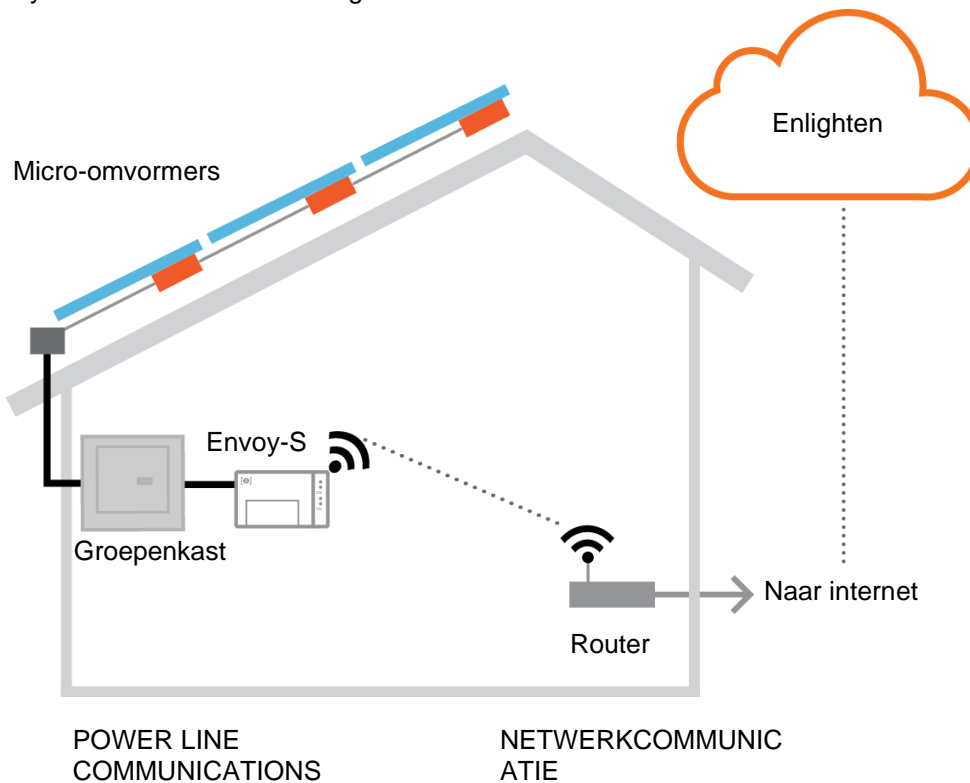 Enlighten
Micro-omvormers
Envoy-S
Groepenkast
Naar internet
Router
POWER LINE
COMMUNICATIONS
NETWERKCOMMUNIC
ATIE